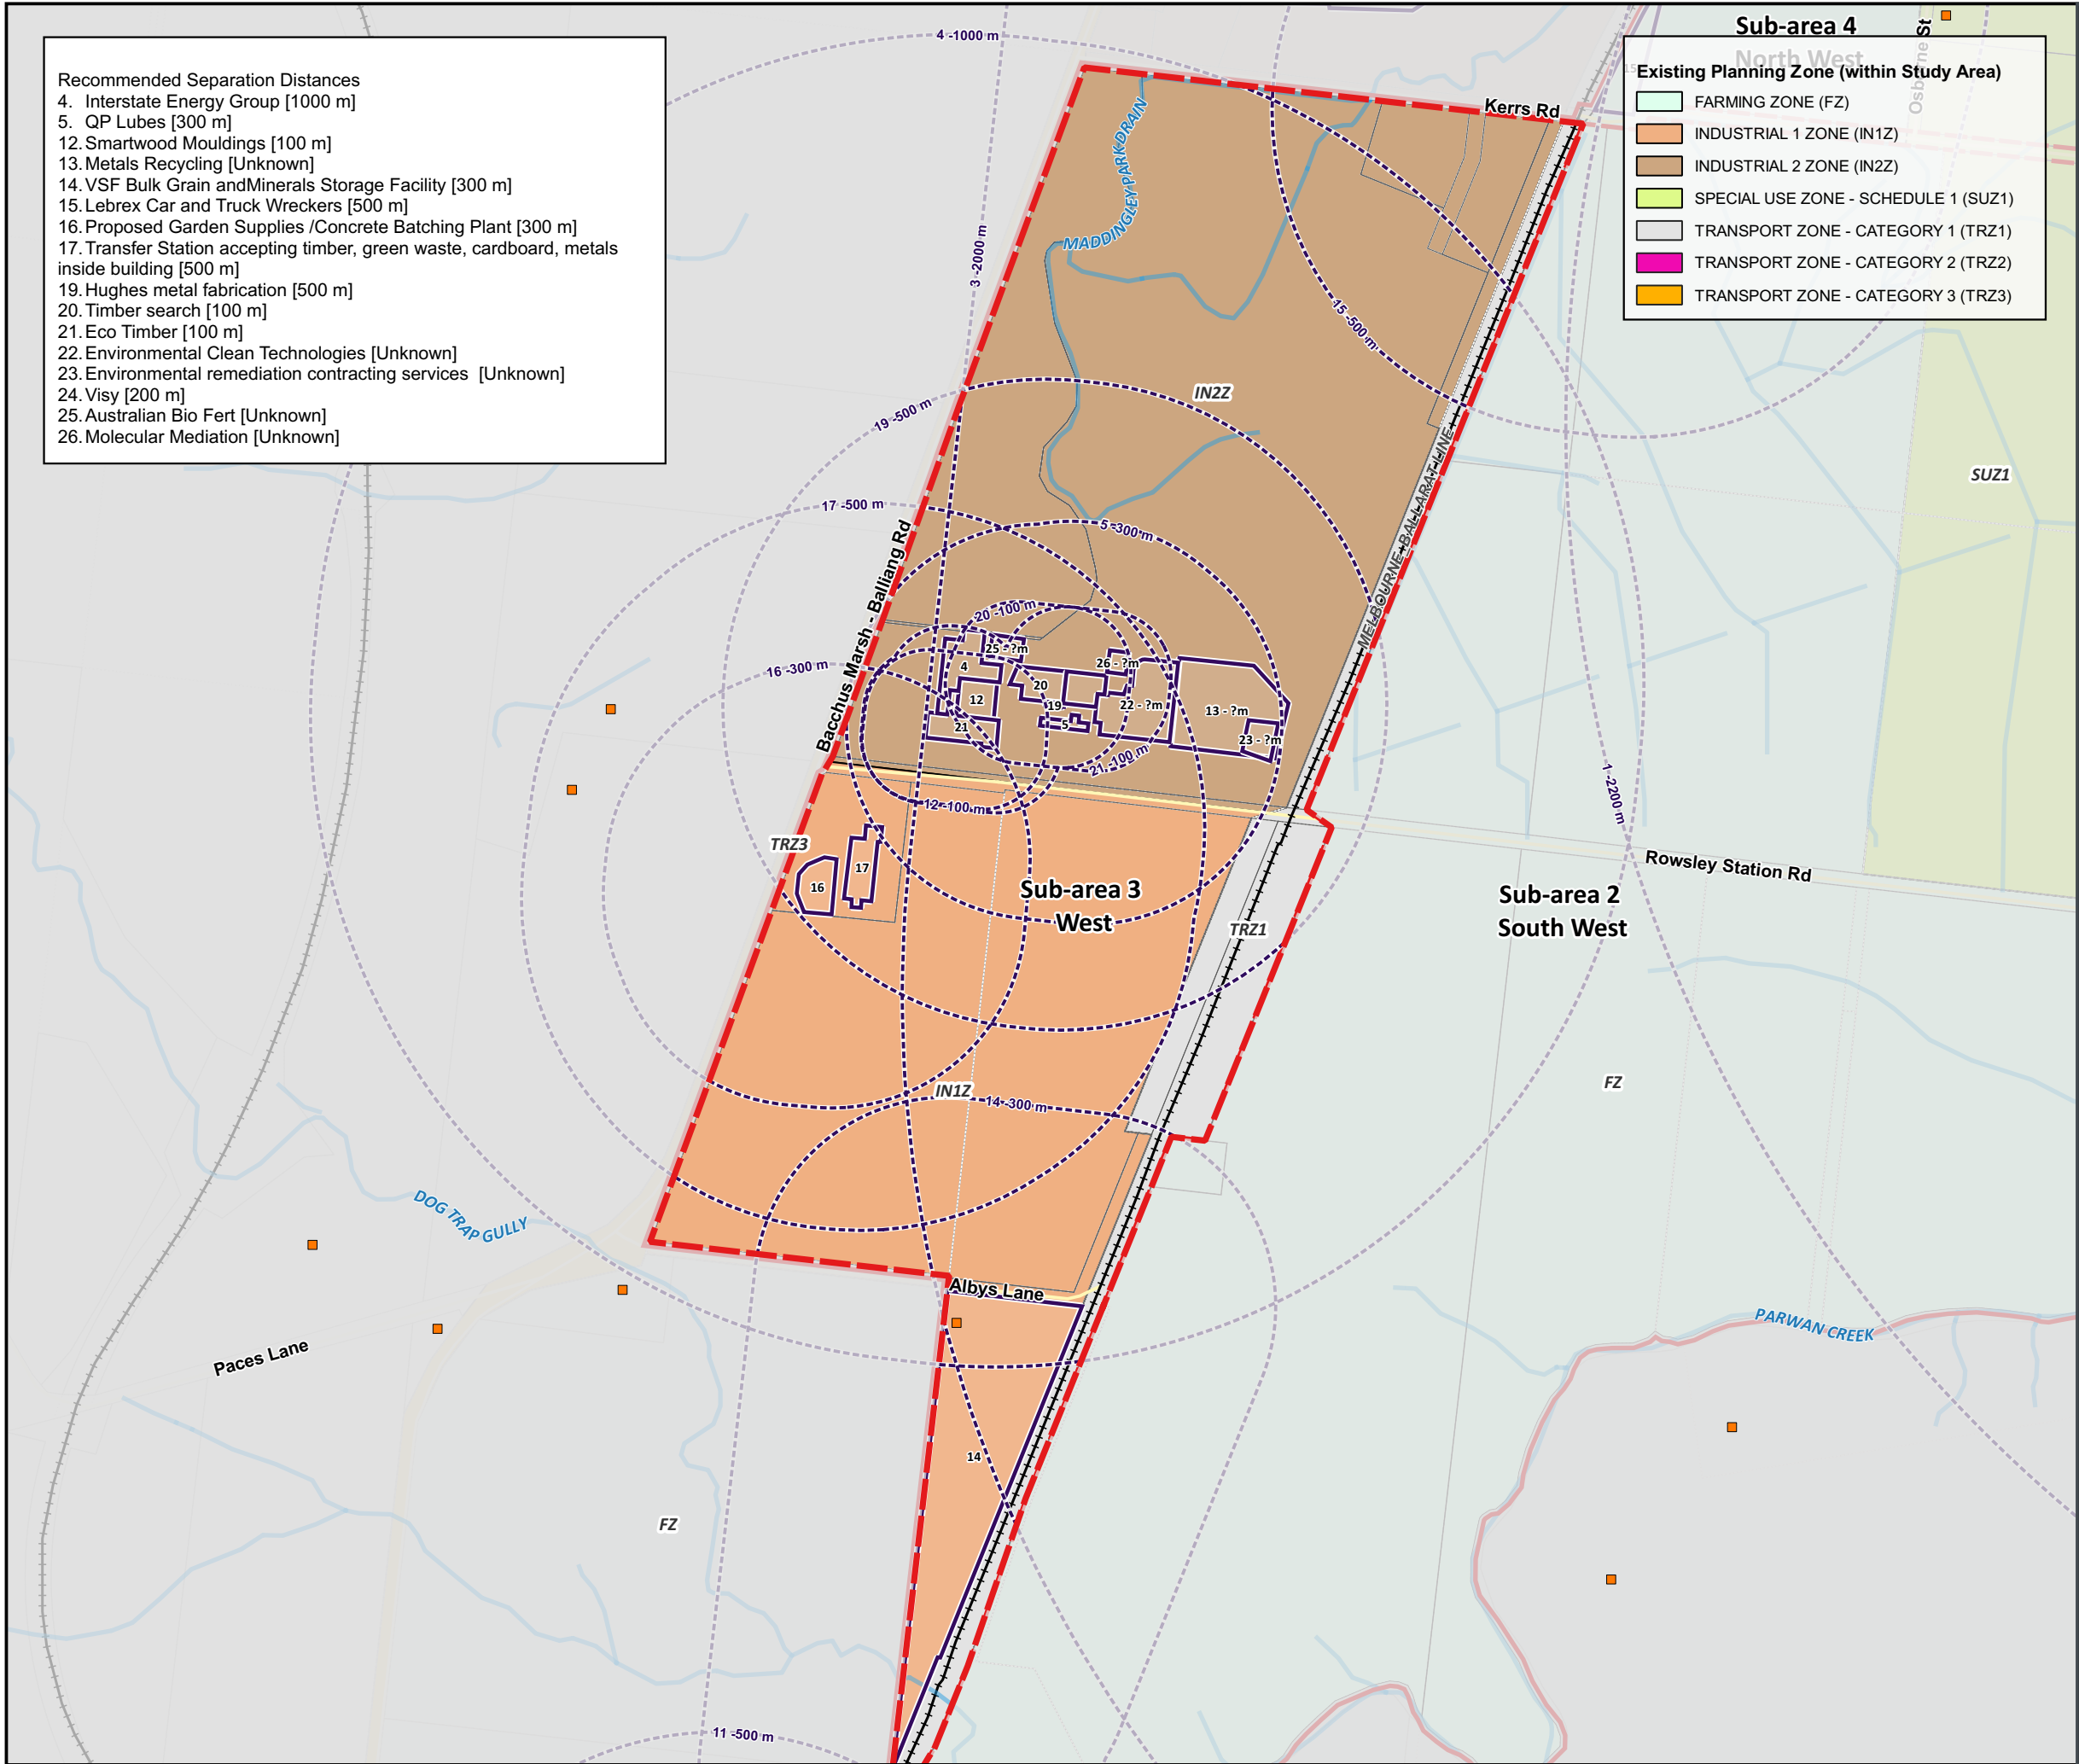 Recommended Separation Distances
4. Interstate Energy Group [1000 m]
5. QP Lubes [300 m]
12. Smartwood Mouldings [100 m]
13. Metals Recycling [Unknown]
14. VSF Bulk Grain andMinerals Storage Facility [300 m]
15. Lebrex Car and Truck Wreckers [500 m]
16. Proposed Garden Supplies /Concrete Batching Plant [300 m]
17. Transfer Station accepting timber, green waste, cardboard, metals
inside building [500 m]
19. Hughes metal fabrication [500 m]
20. Timber search [100 m]
21. Eco Timber [100 m]
22. Environmental Clean Technologies [Unknown]
23. Environmental remediation contracting services [Unknown]
24. Visy [200 m]
25. Australian Bio Fert [Unknown]
26. Molecular Mediation [Unknown]
Sub-area 4
North West
Osborne St
15
Existing Planning Zone (within Study Area)
FARMING ZONE (FZ)
INDUSTRIAL 1 ZONE (IN1Z)
INDUSTRIAL 2 ZONE (IN2Z)
SPECIAL USE ZONE - SCHEDULE 1 (SUZ1)
TRANSPORT ZONE - CATEGORY 1 (TRZ1)
TRANSPORT ZONE - CATEGORY 2 (TRZ2)
TRANSPORT ZONE - CATEGORY 3 (TRZ3)
4 -1000 m
Kerrs Rd
MADDINGLEY PARK DRAIN
3 -2000 m
15 -500 m
IN2Z
19 -500 m
SUZ1
17 -500 m
5 -300 m
MELBOURNE-BALLARAT LINE
Bacchus Marsh - Balliang Rd
20 -100 m
25 - ?m
26 - ?m
4
16 -300 m
20
12
19
22 - ?m
13 - ?m
5
21
23 - ?m
21 -100 m
12 -100 m
1 -2200 m
TRZ3
17
16
Rowsley Station Rd
Sub-area 3
West
Sub-area 2
South West
TRZ1
FZ
IN1Z
14 -300 m
DOG TRAP GULLY
Albys Lane
PARWAN CREEK
Paces Lane
14
FZ
11 -500 m